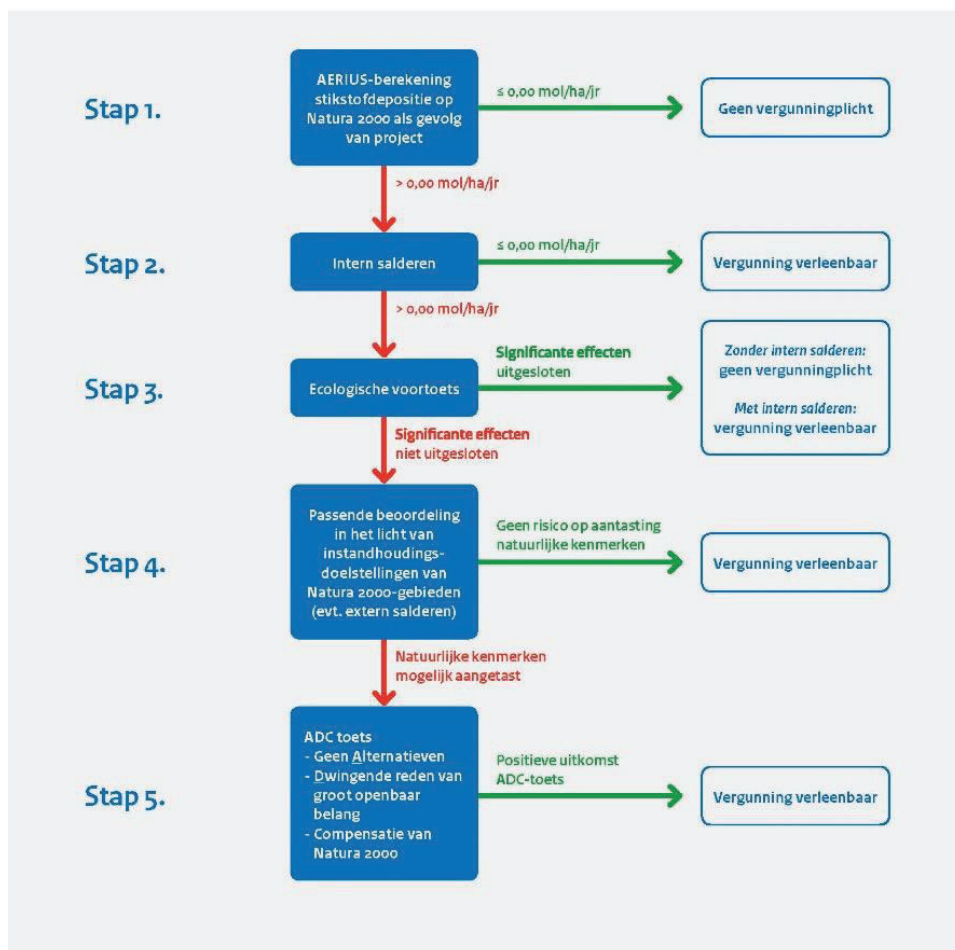 Stap 1.
AERIUS-berekening
stikstofdepositie op
Natura 2000 als gevolg
van project
≤ 0,00 mol/ha/jr
Geen vergunningplicht
> 0,00 mol/ha/jr
Stap 2.
Intern salderen
≤ 0,00 mol/ha/jr
Vergunning verleenbaar
> 0,00 mol/ha/jr
Stap 3.
Ecologische voortoets
Significante effecten
uitgesloten
Zonder intern salderen:
geen vergunningplicht
Met intern salderen:
vergunning verleenbaar
Significante effecten
niet uitgesloten
Stap 4.
Passende beoordeling
in het licht van
instandhoudings-
doelstellingen van
Natura 2000-gebieden
(evt. extern salderen)
Geen risico op aantasting
natuurlijke kenmerken
Vergunning verleenbaar
Natuurlijke kenmerken
mogelijk aangetast
Stap 5.
ADC toets
- Geen Alternatieven
- Dwingende reden van
groot openbaar
belang
- Compensatie van
Natura 2000
Positieve uitkomst
ADC-toets
Vergunning verleenbaar